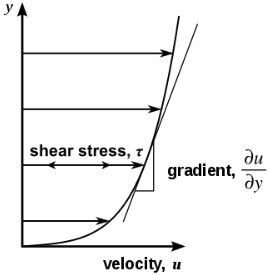 y
shear stress, τ
gradient, ∂u/∂y
velocity, u